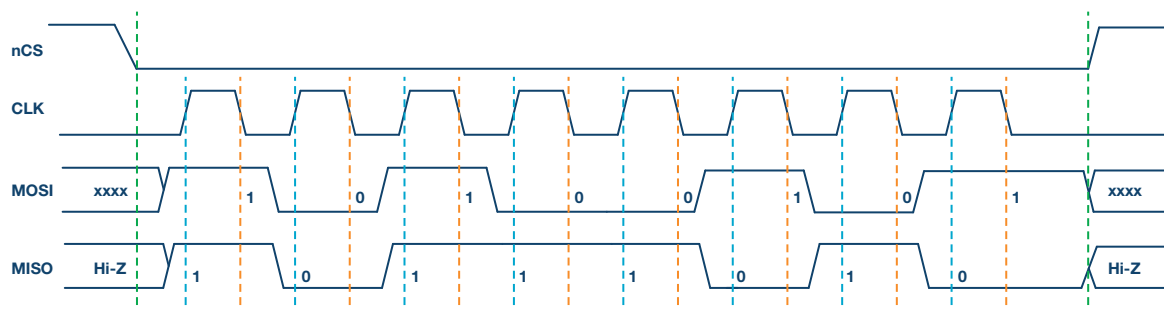 nCS
CLK
MOSI xxxx 1 0 1 0 0 1 0 1 xxxx
MISO Hi-Z 1 0 1 1 1 0 1 0 Hi-Z